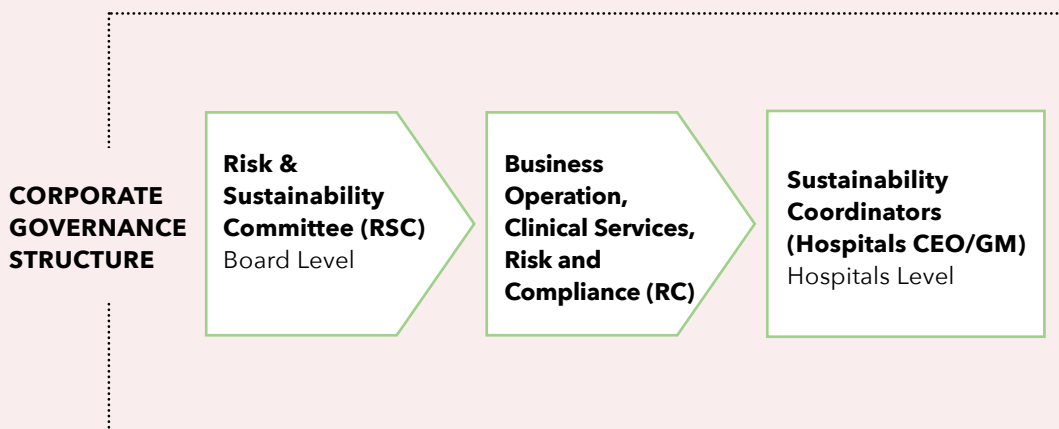 CORPORATE
GOVERNANCE
STRUCTURE
Risk &
Sustainability
Committee (RSC)
Board Level
Business
Operation,
Clinical Services,
Risk and
Compliance (RC)
Sustainability
Coordinators
(Hospitals CEO/GM)
Hospitals Level